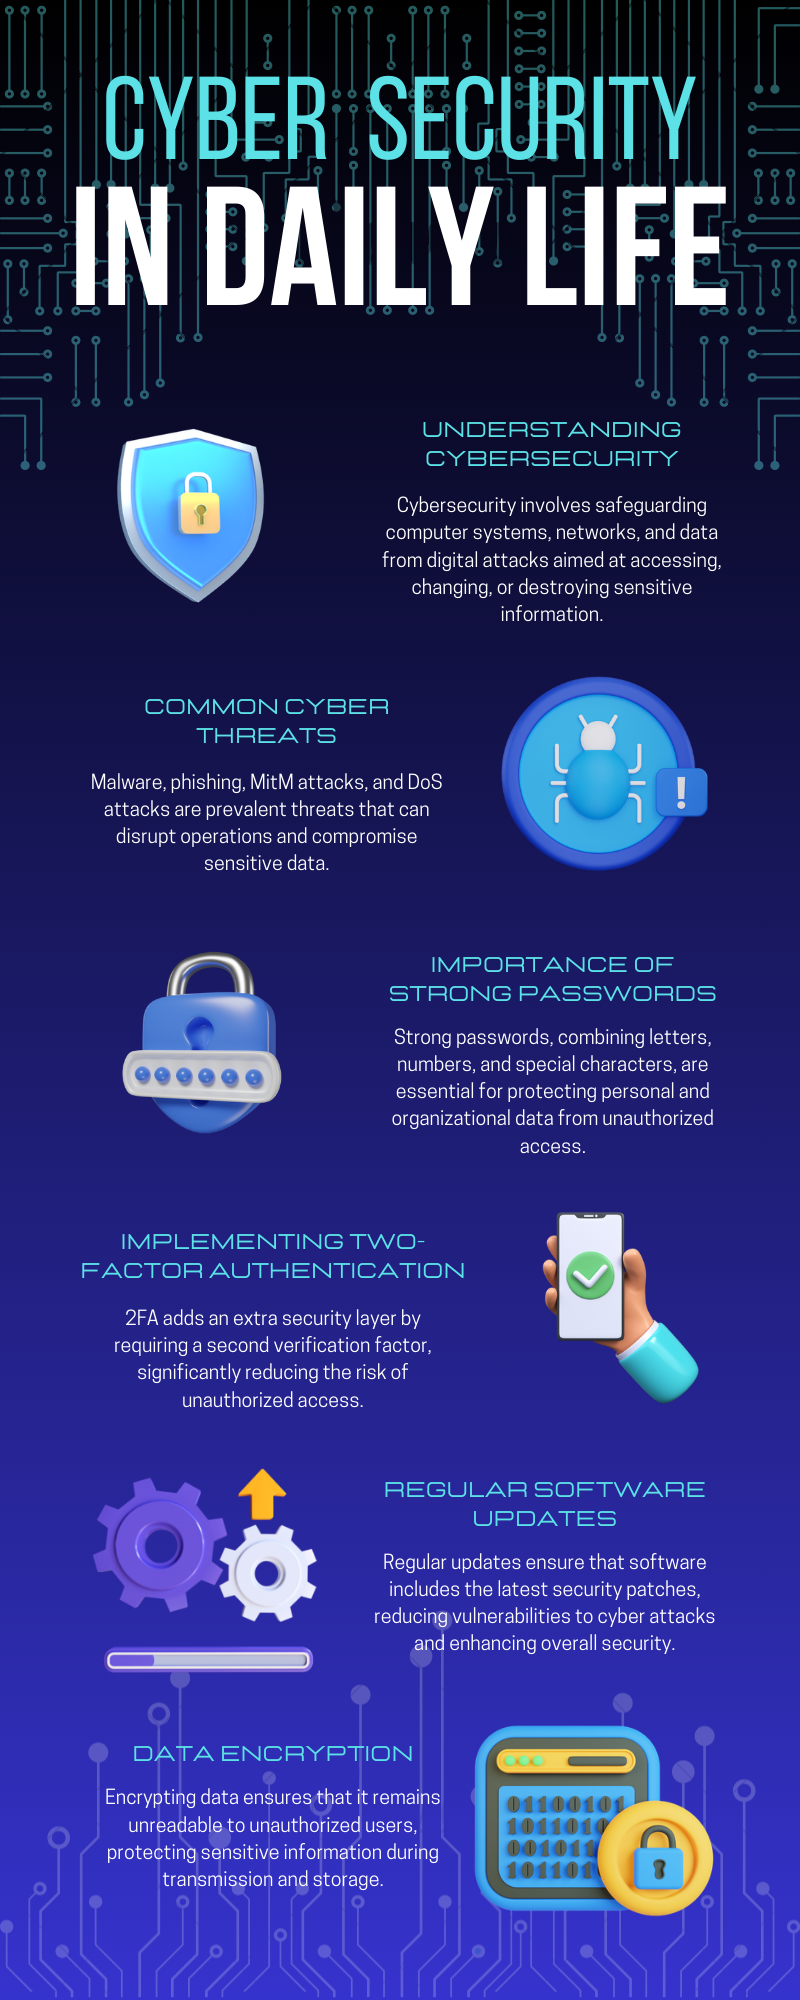 CYBER SECURITY
IN DAILY LIFE
UNDERSTANDING
CYBERSECURITY
Cybersecurity involves safeguarding
computer systems, networks, and data
from digital attacks aimed at accessing,
changing, or destroying sensitive
information.
COMMON CYBER
THREATS
Malware, phishing, MitM attacks, and DoS
attacks are prevalent threats that can
disrupt operations and compromise
sensitive data.
!
IMPORTANCE OF
STRONG PASSWORDS
Strong passwords, combining letters,
numbers, and special characters, are
essential for protecting personal and
organizational data from unauthorized
access.
IMPLEMENTING TWO-
FACTOR AUTHENTICATION
2FA adds an extra security layer by
requiring a second verification factor,
significantly reducing the risk of
unauthorized access.
REGULAR SOFTWARE
UPDATES
Regular updates ensure that software
includes the latest security patches,
reducing vulnerabilities to cyber attacks
and enhancing overall security.
DATA ENCRYPTION
Encrypting data ensures that it remains
unreadable to unauthorized users,
protecting sensitive information during
transmission and storage.